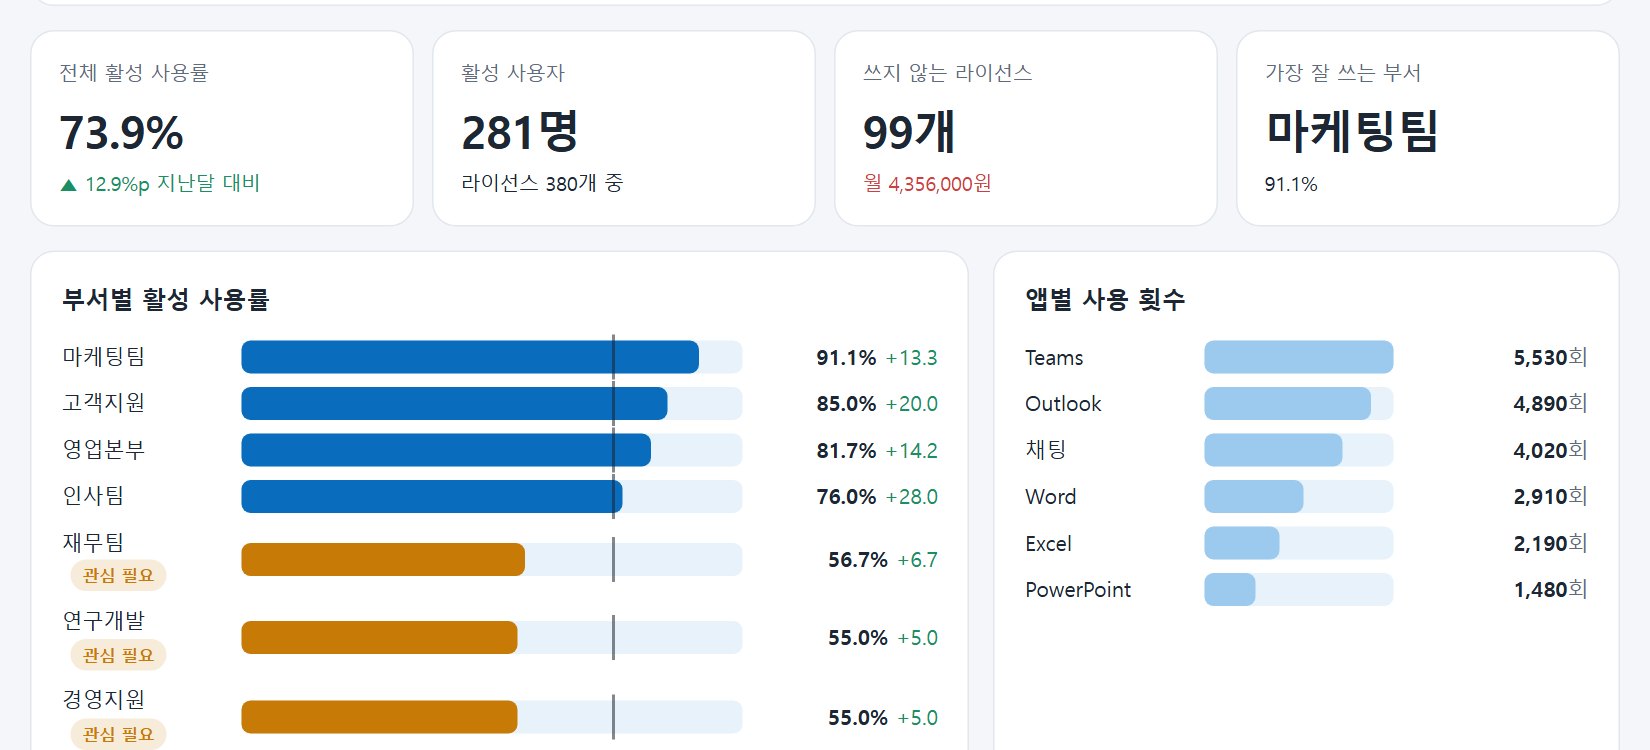 전체 활성 사용률
73.9%
▲ 12.9%p 지난달 대비
활성 사용자
281명
라이선스 380개 중
쓰지 않는 라이선스
99개
월 4,356,000원
가장 잘 쓰는 부서
마케팅팀
91.1%
부서별 활성 사용률
마케팅팀 91.1% +13.3
고객지원 85.0% +20.0
영업본부 81.7% +14.2
인사팀 76.0% +28.0
재무팀
관심 필요
56.7% +6.7
연구개발
관심 필요
55.0% +5.0
경영지원
관심 필요
55.0% +5.0
앱별 사용 횟수
Teams 5,530회
Outlook 4,890회
채팅 4,020회
Word 2,910회
Excel 2,190회
PowerPoint 1,480회